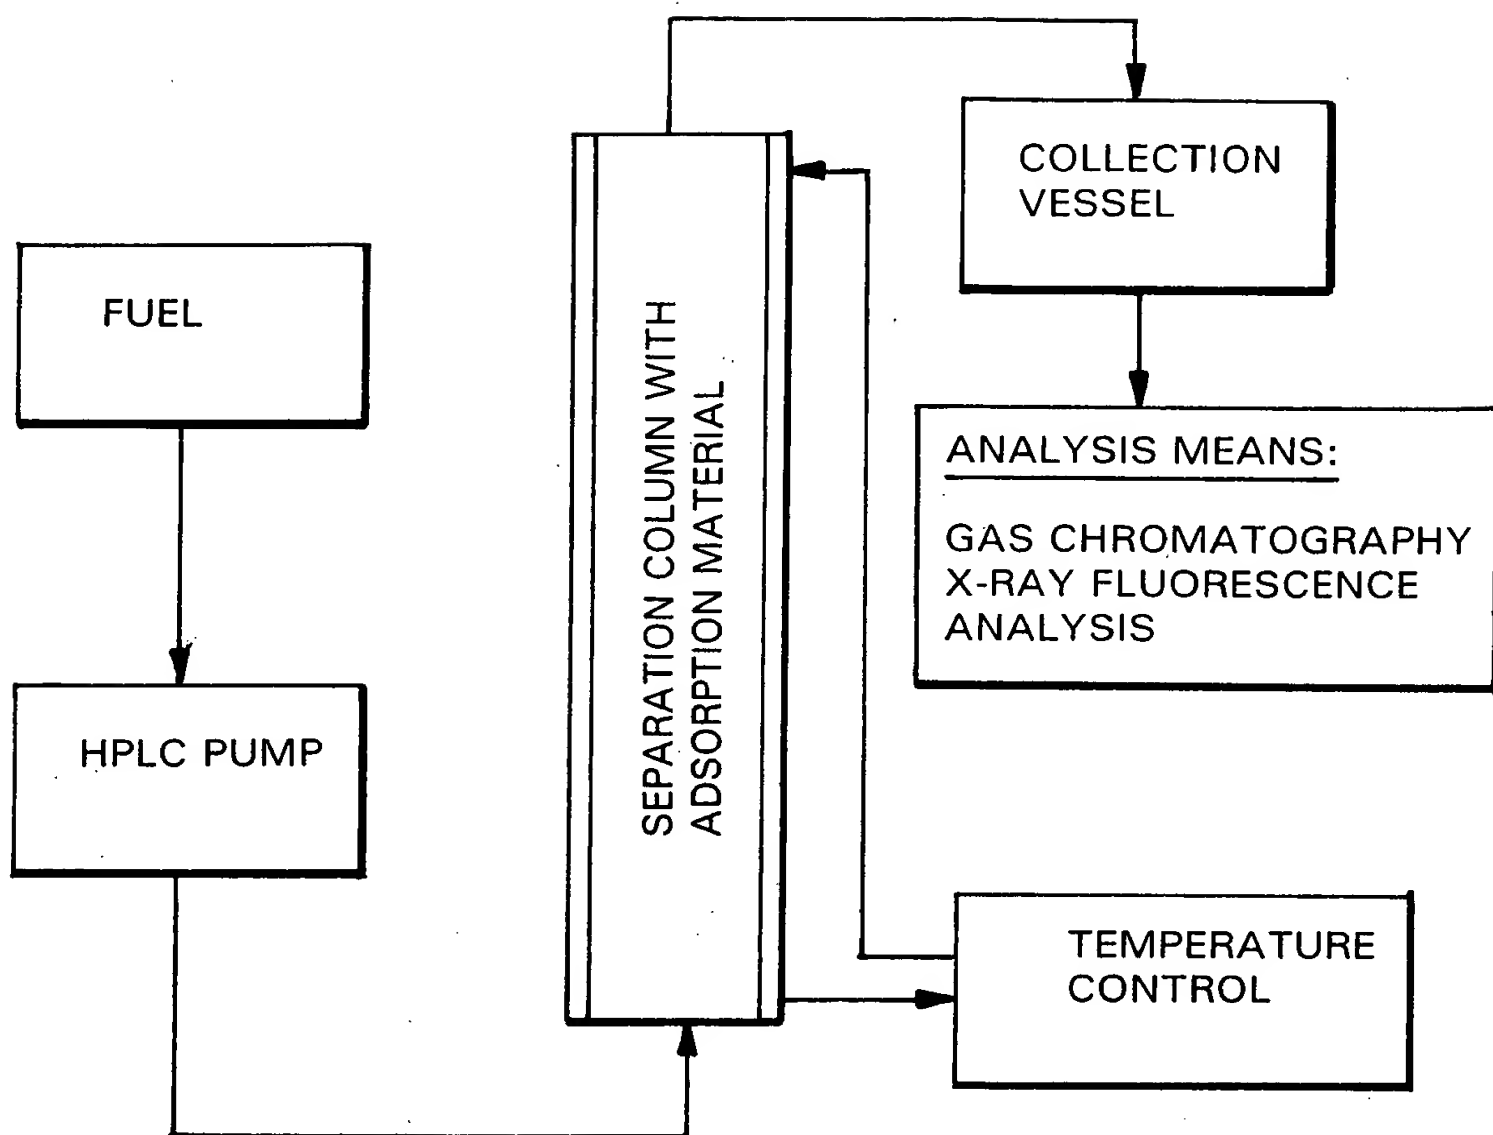 FUEL
HPLC PUMP
SEPARATION COLUMN WITH
ADSORPTION MATERIAL
COLLECTION
VESSEL
ANALYSIS MEANS:
GAS CHROMATOGRAPHY
X-RAY FLUORESCENCE
ANALYSIS
TEMPERATURE
CONTROL